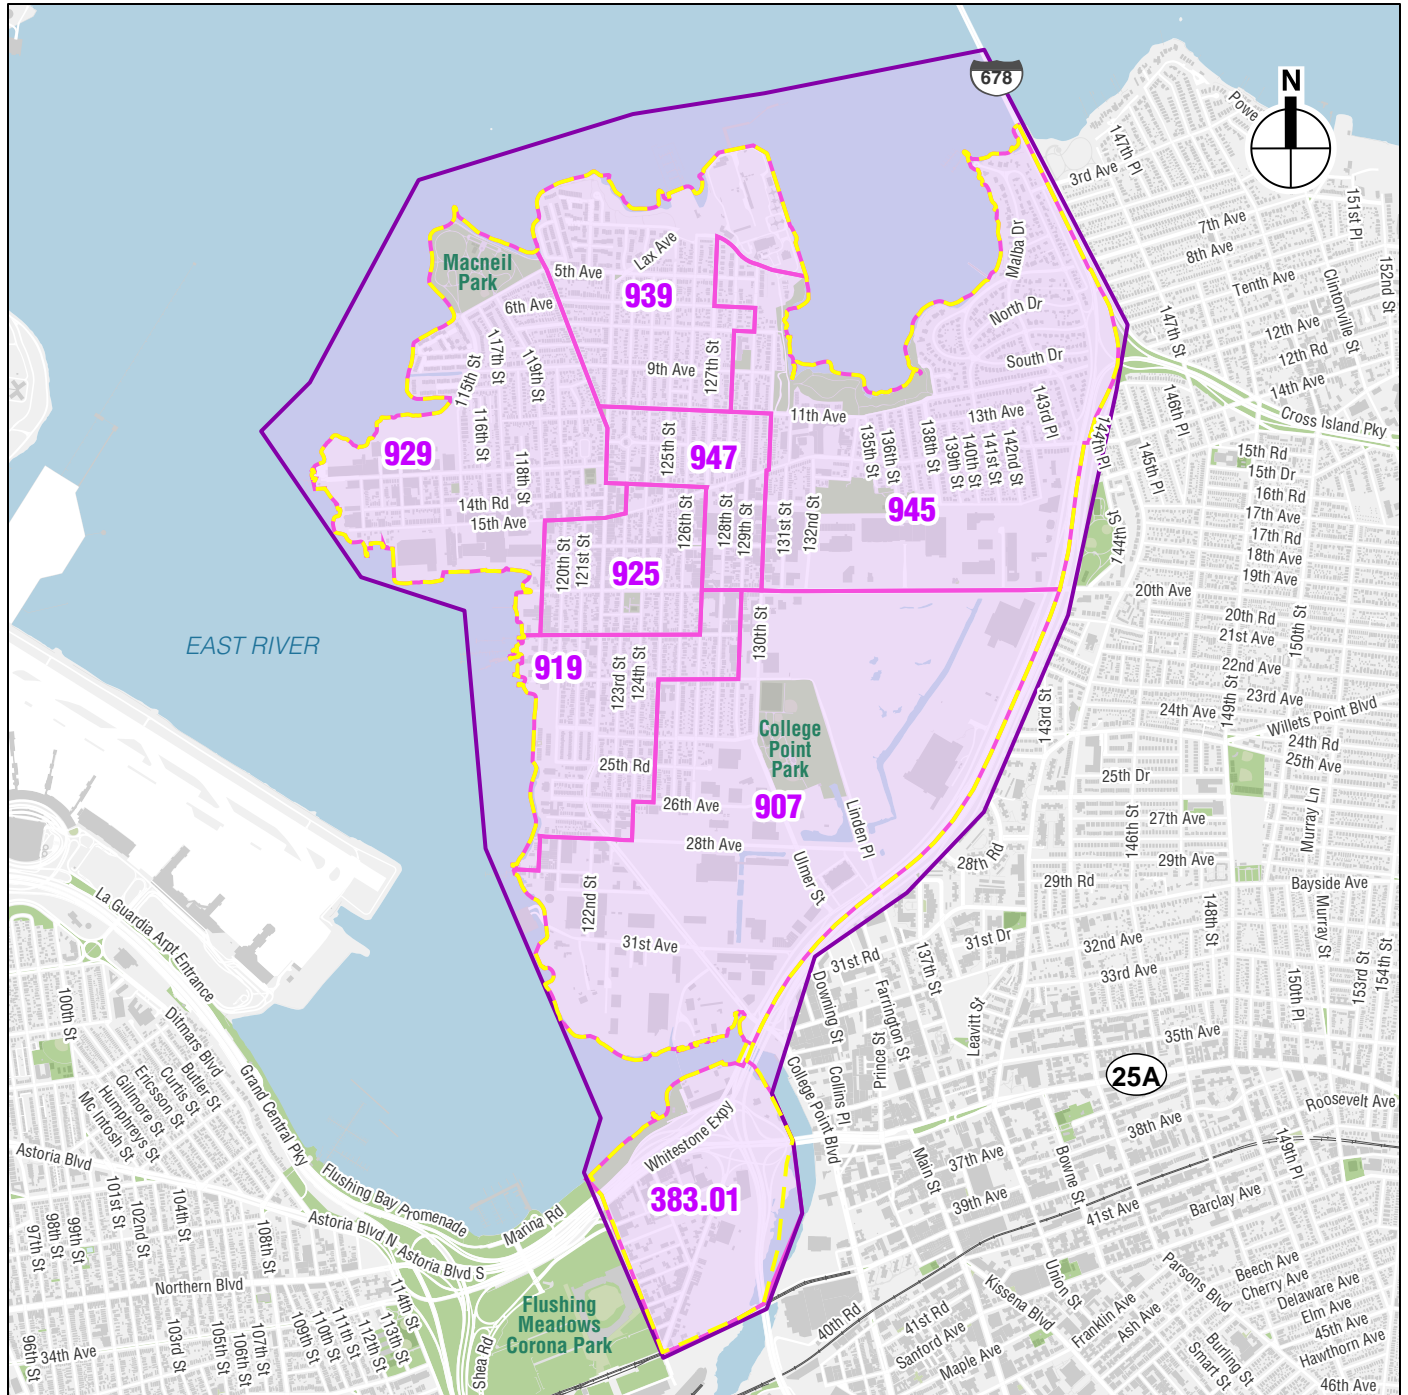 678
N
147th Pl
Powe
3rd Ave
151st Pl
7th Ave
8th Ave
Tenth Ave
Clintonville St
152nd St
12th Ave
12th Rd
14th Ave
147th St
146th Pl
Cross Island Pky
Malba Dr
North Dr
South Dr
Macneil
Park
5th Ave
Lax Ave
939
6th Ave
117th St
119th St
115th St
116th St
9th Ave
127th St
11th Ave
13th Ave
143rd Pl
144th Pl
145th Pl
135th St
136th St
138th St
139th St
140th St
141st St
142nd St
929
125th St
947
118th St
14th Rd
15th Ave
126th St
128th St
129th St
131st St
132nd St
945
144th St
15th Rd
15th Dr
16th Rd
17th Ave
17th Rd
18th Ave
19th Ave
20th Ave
20th Rd
21st Ave
22nd Ave
23rd Ave
24th Ave
150th St
149th St
Willets Point Blvd
24th Rd
25th Ave
120th St
121st St
925
130th St
EAST RIVER
919
123rd St
124th St
143rd St
College
Point
Park
25th Rd
26th Ave
907
28th Ave
Linden Pl
Ulmer St
25th Dr
146th St
27th Ave
Murray Ln
28th Rd
29th Ave
29th Rd
Bayside Ave
122nd St
31st Ave
31st Rd
137th St
31st Dr
32nd Ave
33rd Ave
148th St
Murray St
153rd St
154th St
150th Pl
35th Ave
La Guardia Arpt Entrance
100th St
Ditmars Blvd
Butler St
Curtis St
Ericsson St
Gillmore St
Humphreys St
Mc Intosh St
Grand Central Pky
Downing St
Farrington St
Prince St
Leavitt St
College Point Blvd
Collins Pl
25A
Roosevelt Ave
Whitestone Expy
383.01
Main St
37th Ave
38th Ave
39th Ave
Bowne St
41st Ave
149th Pl
Barclay Ave
Astoria Blvd
101st St
102nd St
104th St
97th St
98th St
99th St
108th St
Flushing Bay Promenade
Marina Rd
Astoria Blvd N
Astoria Blvd S
Northern Blvd
114th St
Flushing
Meadows
Corona Park
Shea Rd
96th St
34th Ave
103rd St
105th St
106th St
107th St
109th St
110th St
111th St
112th St
113th St
40th Rd
41st Rd
Sanford Ave
Maple Ave
Kissena Blvd
Union St
Franklin Ave
Ash Ave
Parsons Blvd
Beech Ave
Cherry Ave
Delaware Ave
Elm Ave
45th Ave
Hawthorn Ave
Burling St
Smart St
46th Ave